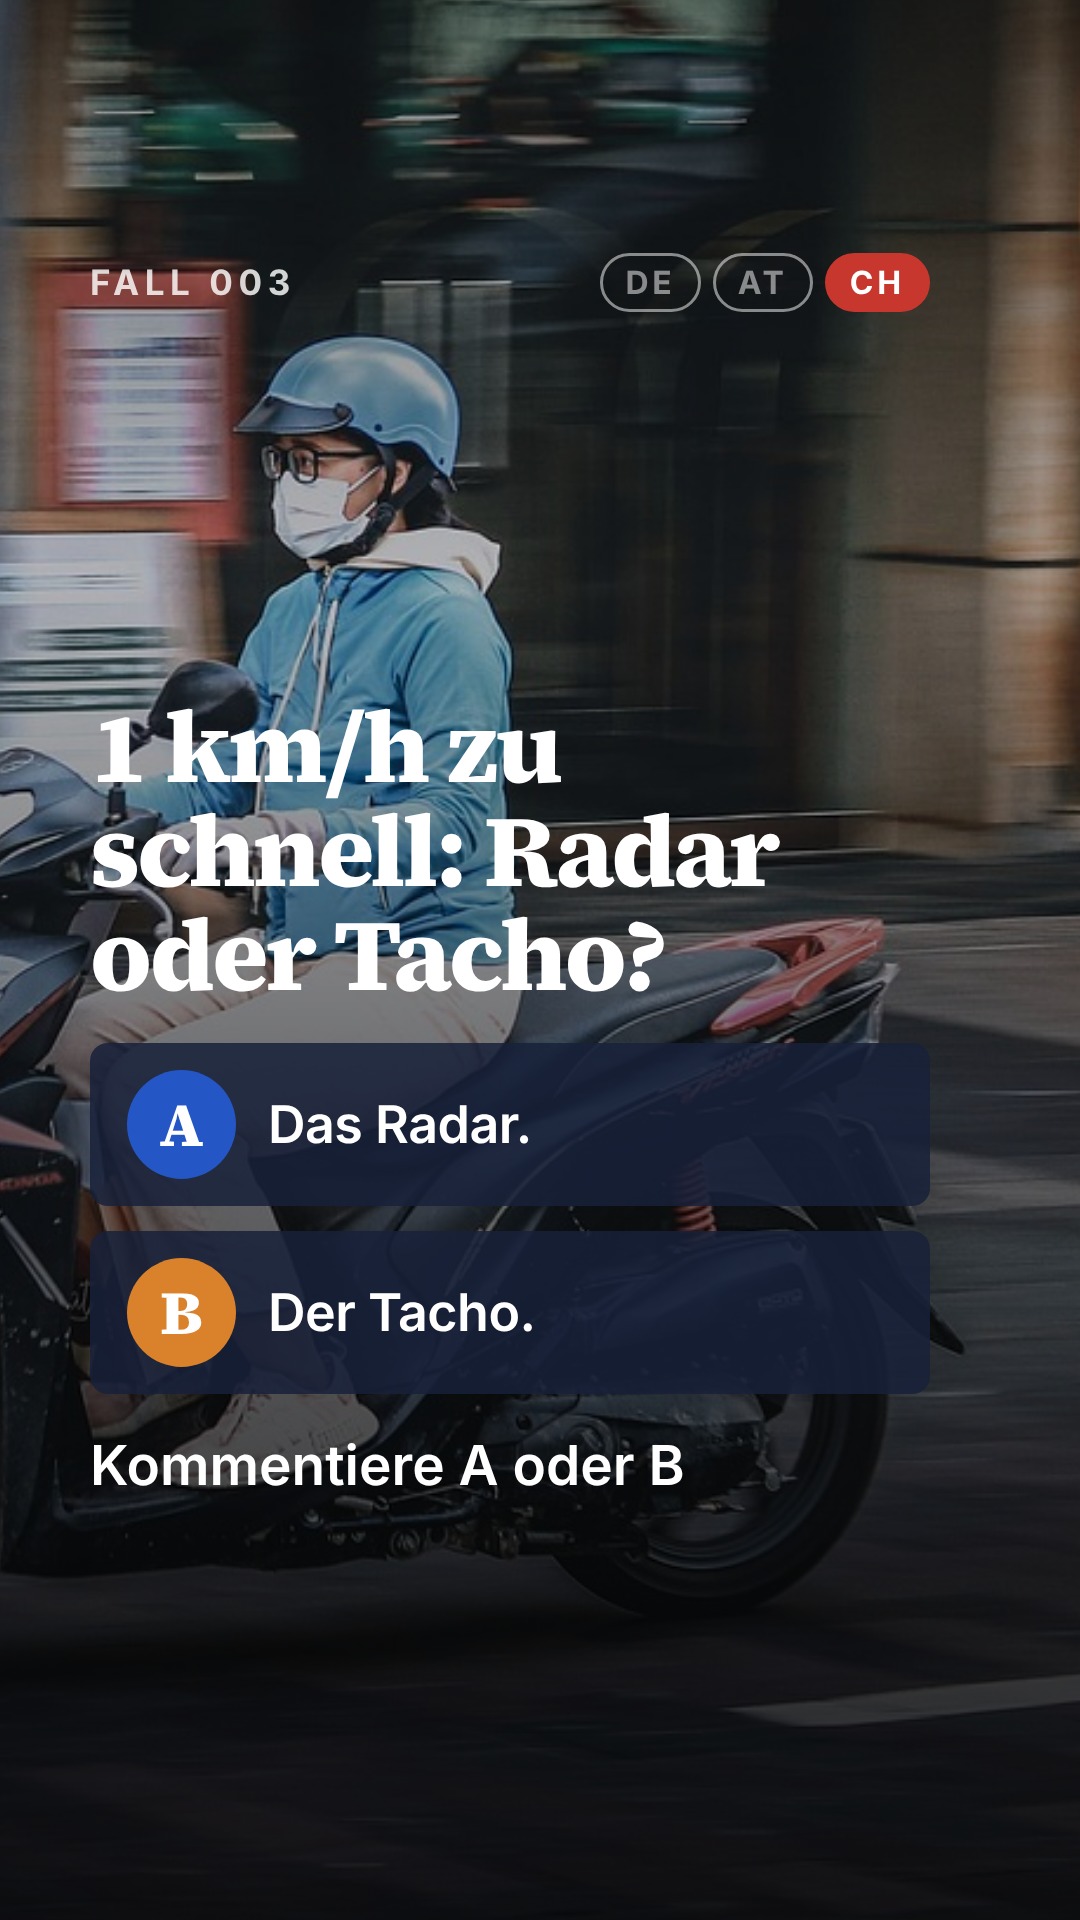 FALL 003
DE AT CH
1 km/h zu
schnell: Radar
oder Tacho?
A Das Radar.
B Der Tacho.
Kommentiere A oder B